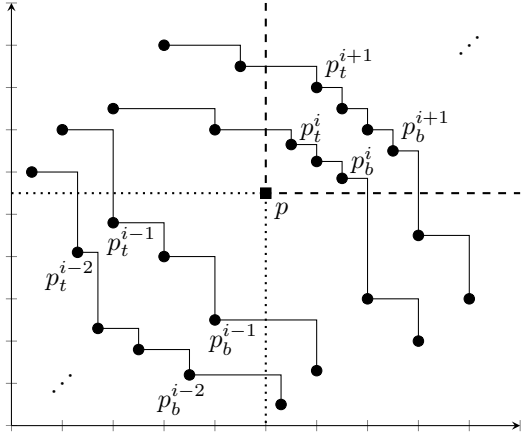 p_t^{i+1}
p_t^i
p_b^{i+1}
p_b^i
p
p_t^{i-1}
p_t^{i-2}
p_b^{i-1}
p_b^{i-2}